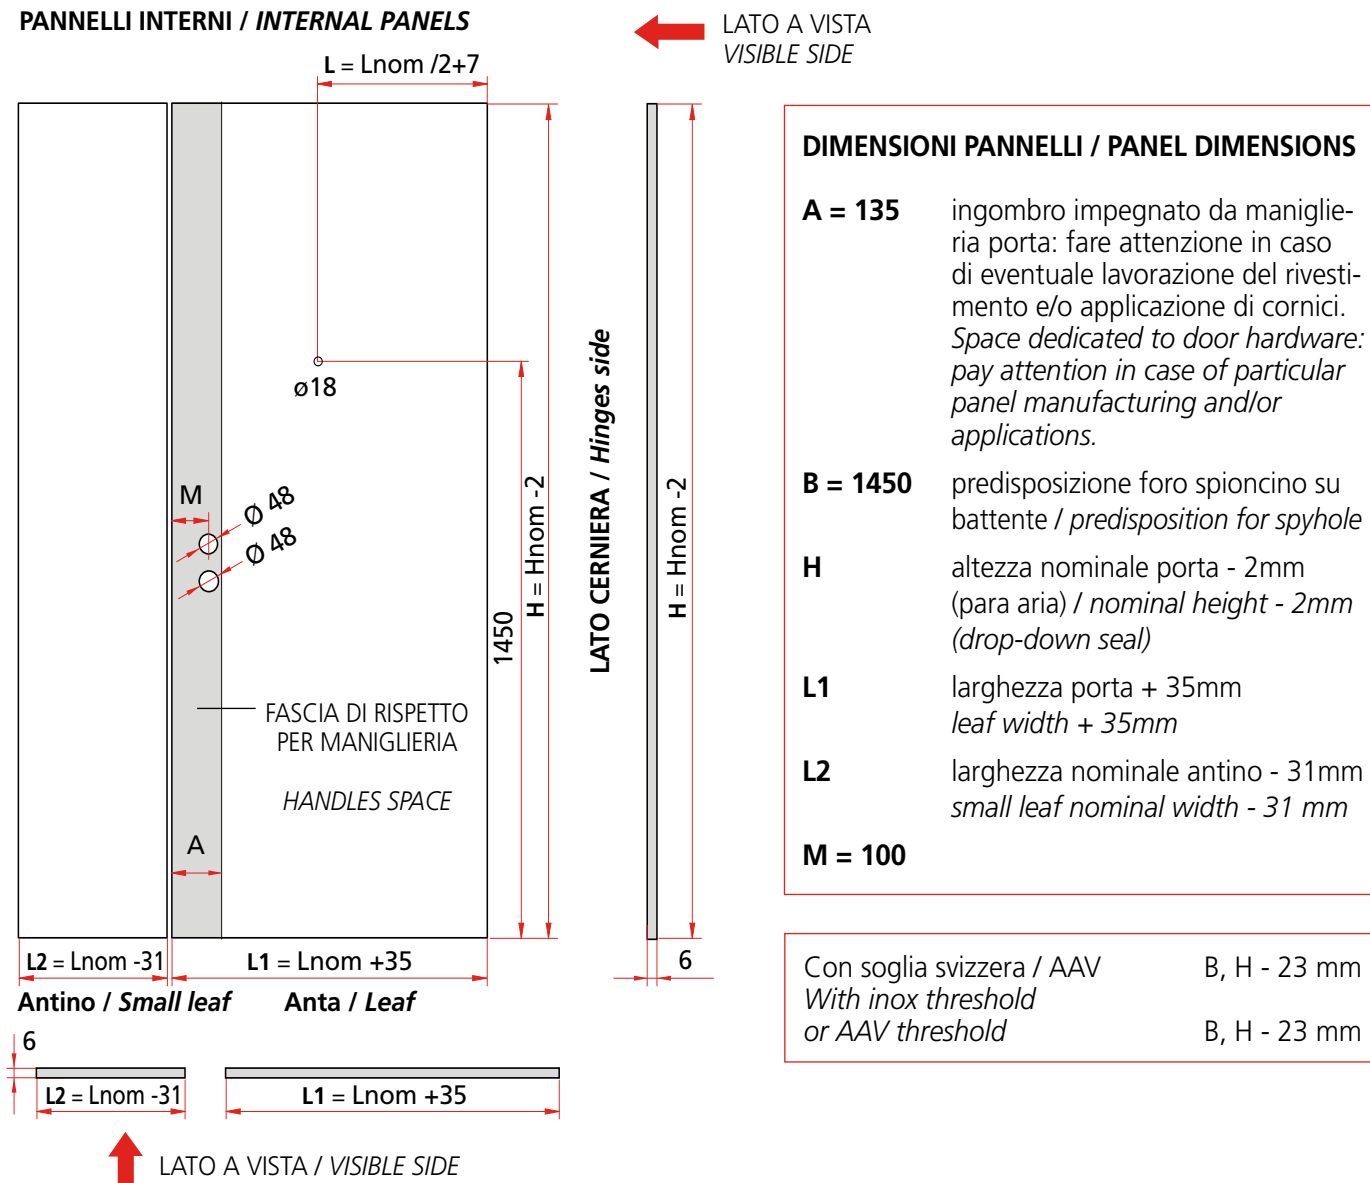 PANNELLI INTERNI / INTERNAL PANELS
LATO A VISTA
VISIBLE SIDE
L = Lnom /2+7
ø18
M
Ø 48
Ø 48
1450
H = Hnom -2
LATO CERNIERA / Hinges side
H = Hnom -2
FASCIA DI RISPETTO
PER MANIGLIERIA
HANDLES SPACE
A
L2 = Lnom -31
L1 = Lnom +35
6
Antino / Small leaf
Anta / Leaf
6
L2 = Lnom -31
L1 = Lnom +35
LATO A VISTA / VISIBLE SIDE
DIMENSIONI PANNELLI / PANEL DIMENSIONS
A = 135 ingombro impegnato da maniglie-
ria porta: fare attenzione in caso
di eventuale lavorazione del rivesti-
mento e/o applicazione di cornici.
Space dedicated to door hardware:
pay attention in case of particular
panel manufacturing and/or
applications.
B = 1450 predisposizione foro spioncino su
battente / predisposition for spyhole
H altezza nominale porta - 2mm
(para aria) / nominal height - 2mm
(drop-down seal)
L1 larghezza porta + 35mm
leaf width + 35mm
L2 larghezza nominale antino - 31mm
small leaf nominal width - 31 mm
M = 100
Con soglia svizzera / AAV B, H - 23 mm
With inox threshold
or AAV threshold B, H - 23 mm